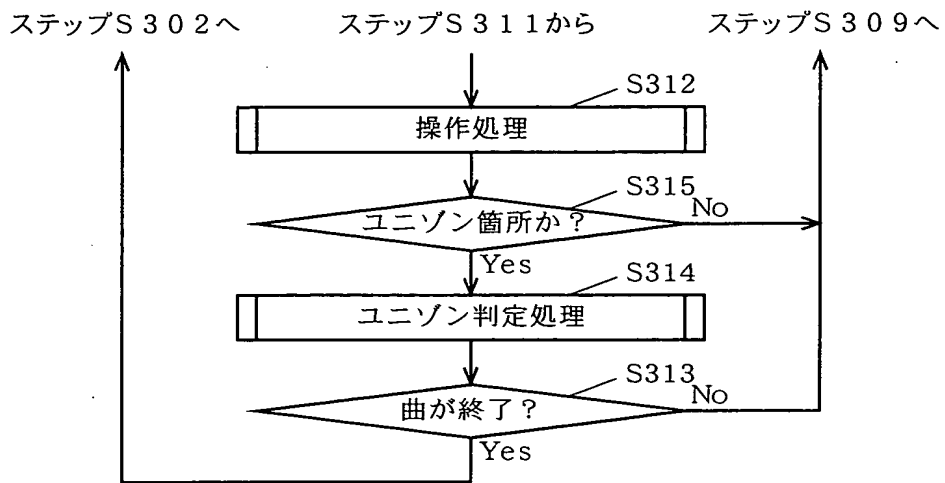 ステップS302へ ステップS311から ステップS309へ
S312
操作処理
S315
ユニゾン箇所か? No
Yes
S314
ユニゾン判定処理
S313
曲が終了? No
Yes